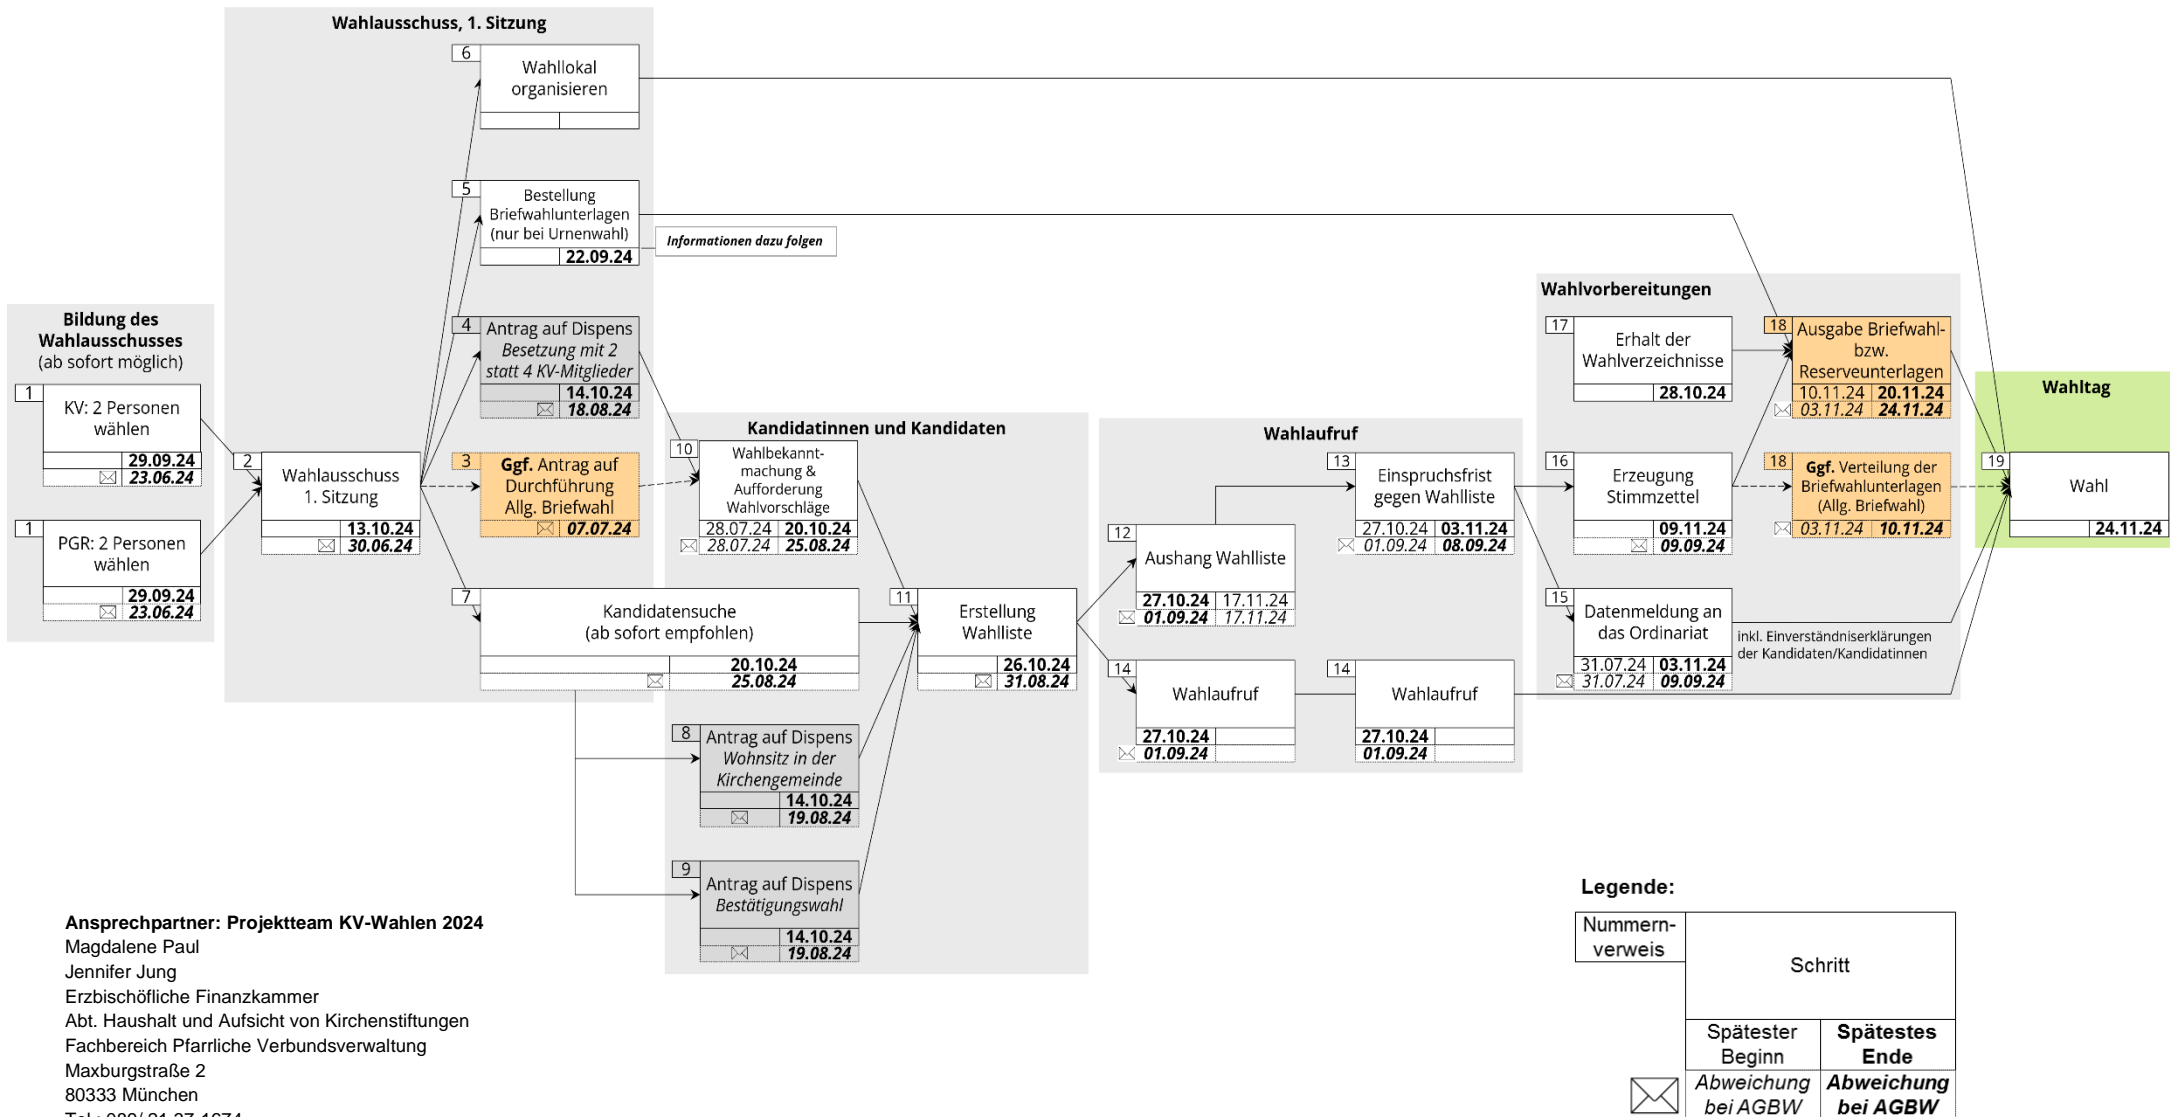 Wahlausschuss, 1. Sitzung
6
Wahllokal
organisieren
5
Bestellung
Briefwahlunterlagen
(nur bei Urnenwahl)
22.09.24
Informationen dazu folgen
Bildung des
Wahlausschusses
(ab sofort möglich)
1
KV: 2 Personen
wählen
29.09.24
23.06.24
1
PGR: 2 Personen
wählen
29.09.24
23.06.24
2
Wahlausschuss
1. Sitzung
13.10.24
30.06.24
4
Antrag auf Dispens
Besetzung mit 2
statt 4 KV-Mitglieder
14.10.24
18.08.24
3
Ggf. Antrag auf
Durchführung
Allg. Briefwahl
07.07.24
7
Kandidatensuche
(ab sofort empfohlen)
20.10.24
25.08.24
Kandidatinnen und Kandidaten
10
Wahlbekannt-
machung &
Aufforderung
Wahlvorschläge
28.07.24 20.10.24
28.07.24 25.08.24
11
Erstellung
Wahlliste
26.10.24
31.08.24
8
Antrag auf Dispens
Wohnsitz in der
Kirchengemeinde
14.10.24
19.08.24
9
Antrag auf Dispens
Bestätigungswahl
14.10.24
19.08.24
Wahlaufruf
13
Einspruchsfrist
gegen Wahlliste
27.10.24 03.11.24
01.09.24 08.09.24
12
Aushang Wahlliste
27.10.24 17.11.24
01.09.24 17.11.24
14
Wahlaufruf
27.10.24
01.09.24
14
Wahlaufruf
27.10.24
01.09.24
Wahlvorbereitungen
17
Erhalt der
Wahlverzeichnisse
28.10.24
18
Ausgabe Briefwahl-
bzw.
Reserveunterlagen
10.11.24 20.11.24
03.11.24 24.11.24
16
Erzeugung
Stimmzettel
09.11.24
09.09.24
18
Ggf. Verteilung der
Briefwahlunterlagen
(Allg. Briefwahl)
03.11.24 10.11.24
15
Datenmeldung an
das Ordinariat
31.07.24 03.11.24
31.07.24 09.09.24
inkl. Einverständniserklärungen
der Kandidaten/Kandidatinnen
Wahltag
19
Wahl
24.11.24
Ansprechpartner: Projektteam KV-Wahlen 2024
Magdalene Paul
Jennifer Jung
Erzbischöfliche Finanzkammer
Abt. Haushalt und Aufsicht von Kirchenstiftungen
Fachbereich Pfarrliche Verbundsverwaltung
Maxburgstraße 2
80333 München
Legende:
Nummern-
verweis
Schritt
Spätester
Beginn
Spätestes
Ende
Abweichung
bei AGBW
Abweichung
bei AGBW